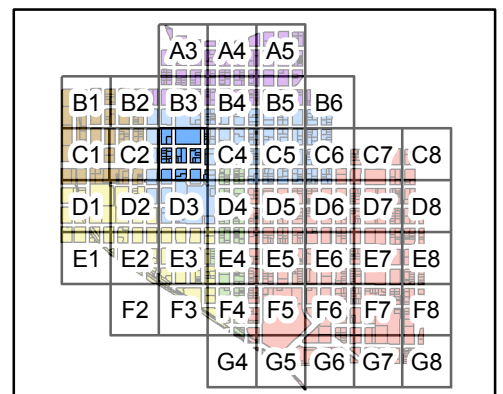 A3 A4 A5
B1 B2 B3 B4 B5 B6
C1 C2 C4 C5 C6 C7 C8
D1 D2 D3 D4 D5 D6 D7 D8
E1 E2 E3 E4 E5 E6 E7 E8
F2 F3 F4 F5 F6 F7 F8
G4 G5 G6 G7 G8